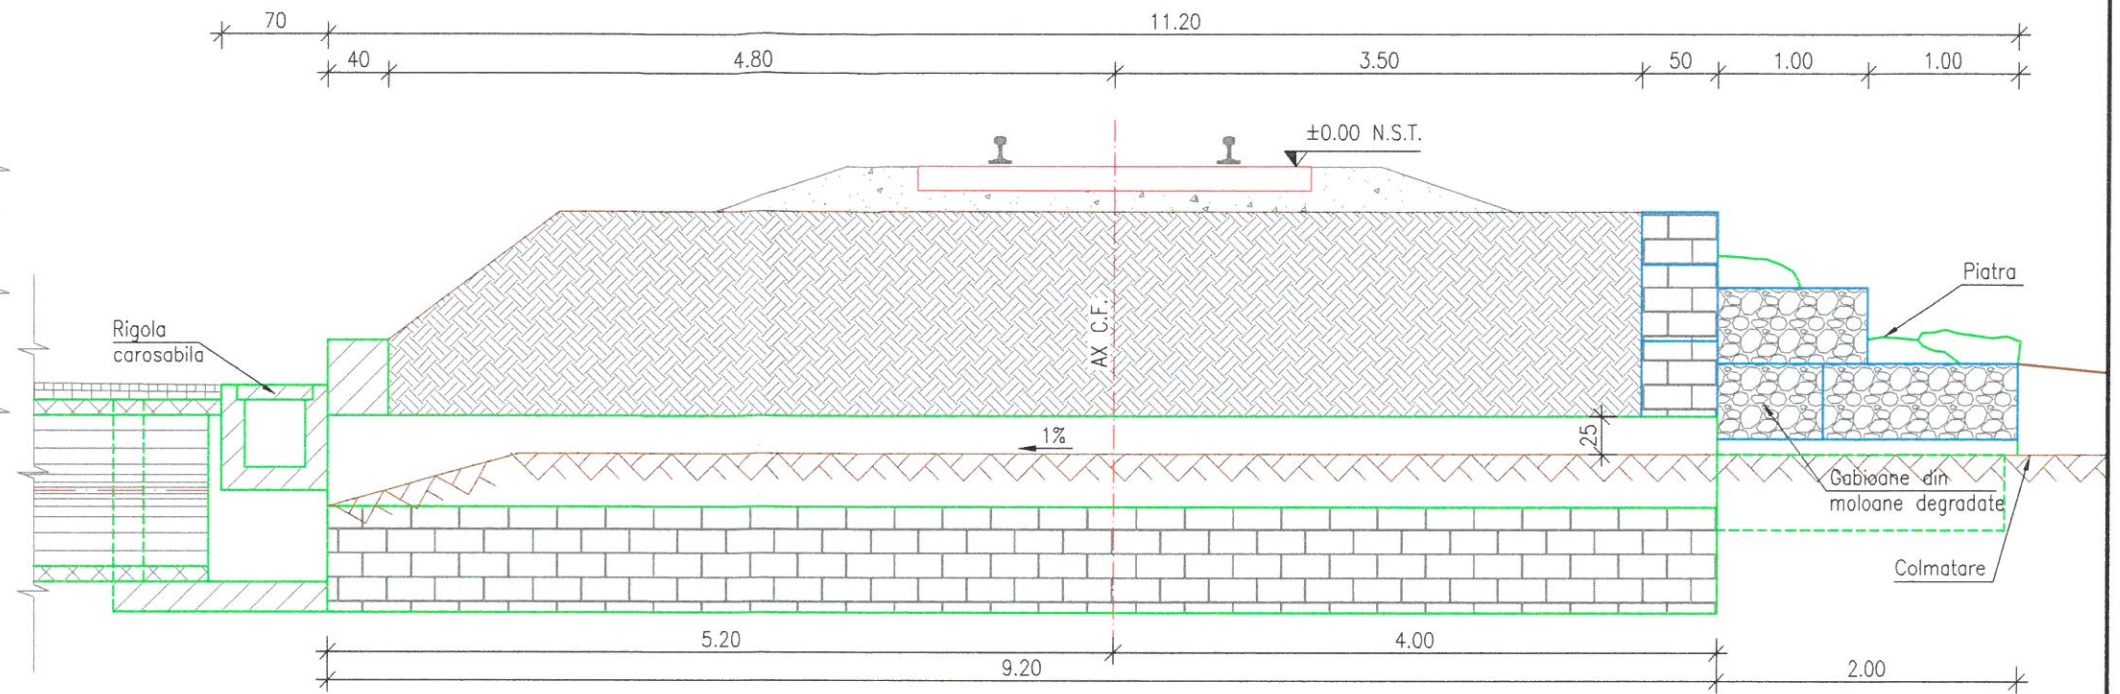 70
11.20
40
4.80
3.50
50
1.00
1.00
±0.00 N.S.T.
Piatra
AX C.F.
Rigola
carosabila
1%
25
Gabioane din
moloane degradate
Colmatare
5.20
4.00
9.20
2.00